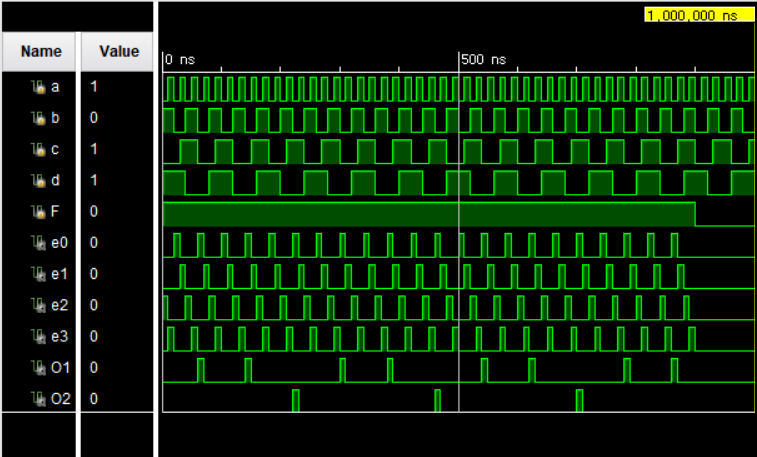 1,000,000 ns
Name Value
0 ns 500 ns
a 1
b 0
c 1
d 1
F 0
e0 0
e1 0
e2 0
e3 0
O1 0
O2 0